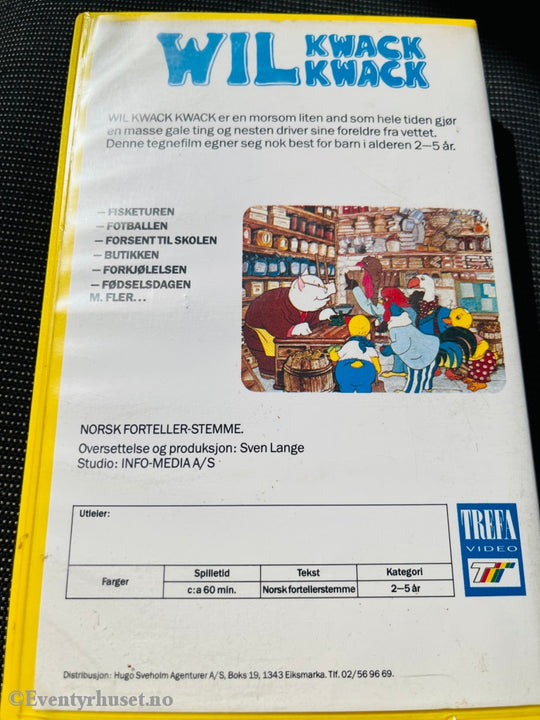 WIL KWACK
KWACK
WIL KWACK KWACK er en morsom liten and som hele tiden gjør
en masse gale ting og nesten driver sine foreldre fra vettet.
Denne tegnefilm egner seg nok best for barn i alderen 2—5 år.
— FISKETUREN
— FOTBALLEN
— FORSENT TIL SKOLEN
— BUTIKKEN
— FORKJØLELSEN
— FØDSELSDAGEN
M. FLER...
NORSK FORTELLER-STEMME.
Oversettelse og produksjon: Sven Lange
Studio: INFO-MEDIA A/S
Utleier:
TREFA
VIDEO
Farger
Spilletid
c:a 60 min.
Tekst
Norsk fortellerstemme
Kategori
2—5 år
Distribusjon: Hugo Sveholm Agenturer A/S, Boks 19, 1343 Eiksmarka. Tlf. 02/56 96 69.
©Eventyrhuset.no